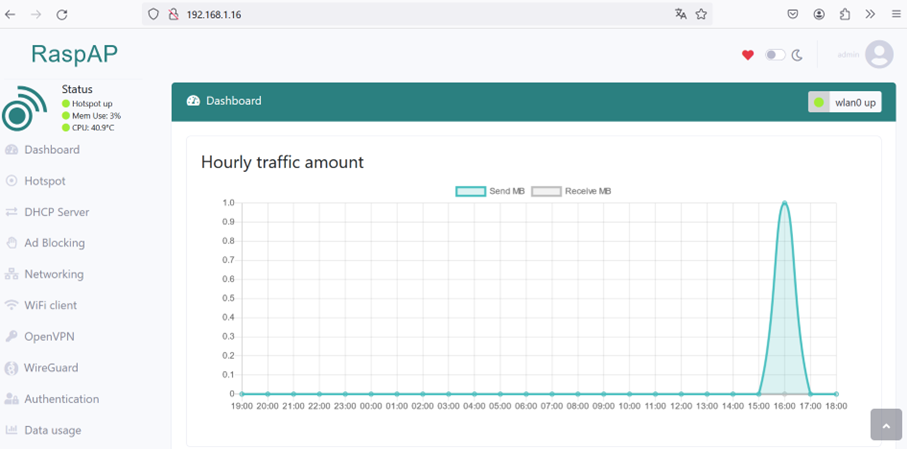 192.168.1.16
RaspAP
admin
Status
Hotspot up
Mem Use: 3%
CPU: 40.9°C
Dashboard
Hotspot
DHCP Server
Ad Blocking
Networking
WiFi client
OpenVPN
WireGuard
Authentication
Data usage
Dashboard
wlan0 up
Hourly traffic amount
Send MB Receive MB
1.0
0.9
0.8
0.7
0.6
0.5
0.4
0.3
0.2
0.1
0
19:00 20:00 21:00 22:00 23:00 00:00 01:00 02:00 03:00 04:00 05:00 06:00 07:00 08:00 09:00 10:00 11:00 12:00 13:00 14:00 15:00 16:00 17:00 18:00